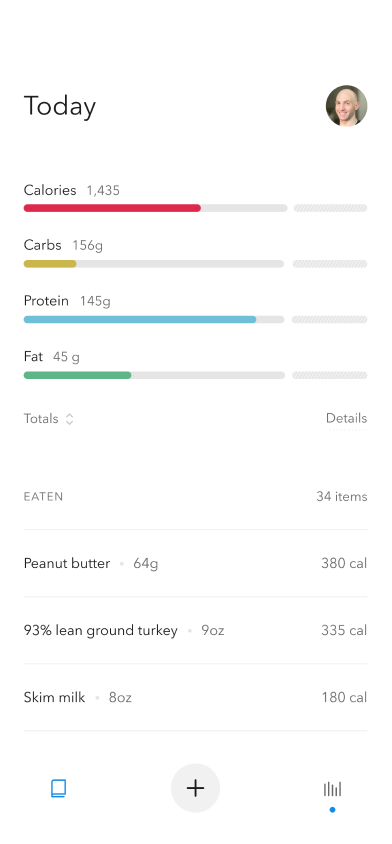 Today
Calories 1,435
Carbs 156g
Protein 145g
Fat 45 g
Totals Details
EATEN 34 items
Peanut butter • 64g 380 cal
93% lean ground turkey • 9oz 335 cal
Skim milk • 8oz 180 cal